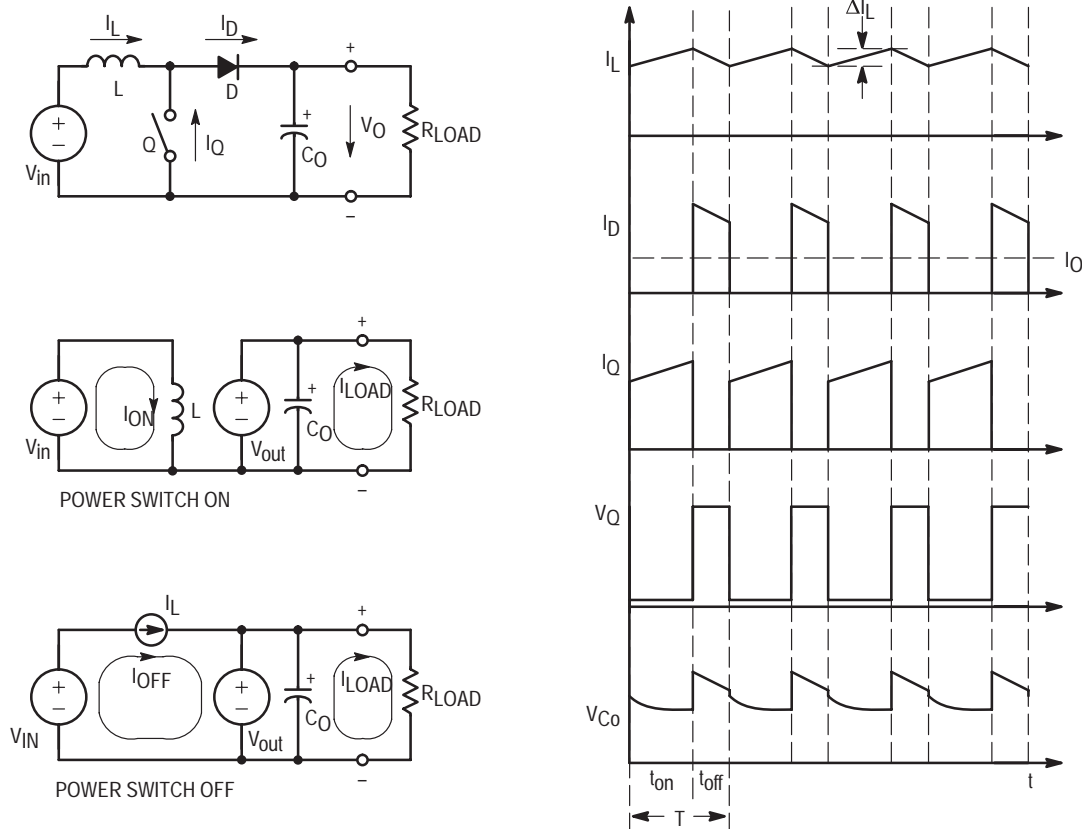 I_L I_D
L D
Q I_Q
V_in
+
−
+
C_O
V_O
R_LOAD
+
−
+
−
V_in
I_ON L
+
−
V_out
+
C_O
I_LOAD
R_LOAD
+
−
POWER SWITCH ON
I_L
+
−
V_IN
I_OFF
+
−
V_out
+
C_O
I_LOAD
R_LOAD
+
−
POWER SWITCH OFF
ΔI_L
I_L
I_D
I_O
I_Q
V_Q
V_Co
t_on t_off t
T